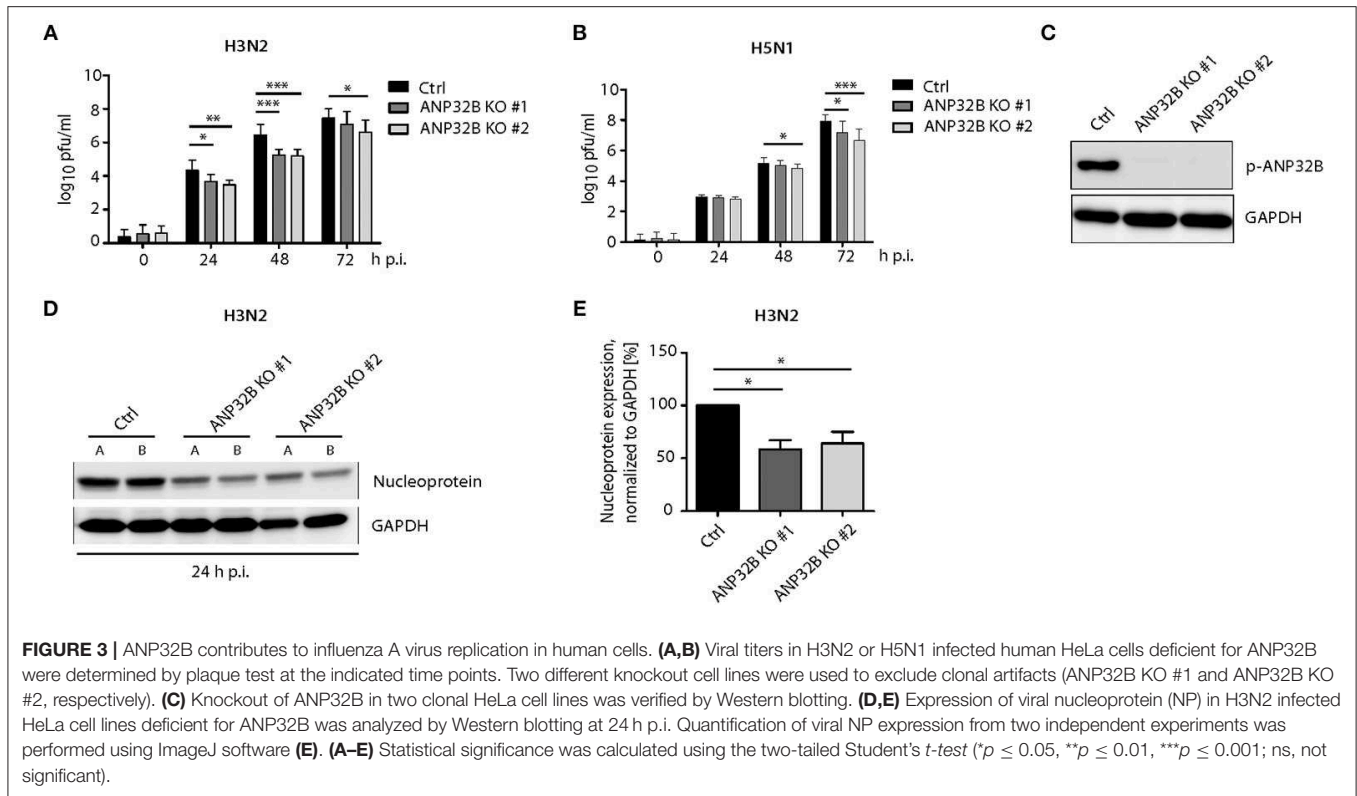 A
H3N2
log10 pfu/ml
10
8
6
4
2
0
*
**
***
***
*
Ctrl
ANP32B KO #1
ANP32B KO #2
0 24 48 72 h p.i.
B
H5N1
log10 pfu/ml
10
8
6
4
2
0
*
*
***
Ctrl
ANP32B KO #1
ANP32B KO #2
0 24 48 72 h p.i.
C
Ctrl
ANP32B KO #1
ANP32B KO #2
p-ANP32B
GAPDH
D
H3N2
Ctrl
ANP32B KO #1
ANP32B KO #2
A B A B A B
Nucleoprotein
GAPDH
24 h p.i.
E
H3N2
Nucleoprotein expression,
normalized to GAPDH [%]
150
100
50
0
*
*
Ctrl
ANP32B KO #1
ANP32B KO #2
FIGURE 3 | ANP32B contributes to influenza A virus replication in human cells. (A,B) Viral titers in H3N2 or H5N1 infected human HeLa cells deficient for ANP32B
were determined by plaque test at the indicated time points. Two different knockout cell lines were used to exclude clonal artifacts (ANP32B KO #1 and ANP32B KO
#2, respectively). (C) Knockout of ANP32B in two clonal HeLa cell lines was verified by Western blotting. (D,E) Expression of viral nucleoprotein (NP) in H3N2 infected
HeLa cell lines deficient for ANP32B was analyzed by Western blotting at 24 h p.i. Quantification of viral NP expression from two independent experiments was
performed using ImageJ software (E). (A–E) Statistical significance was calculated using the two-tailed Student's t-test (*p ≤ 0.05, **p ≤ 0.01, ***p ≤ 0.001; ns, not
significant).